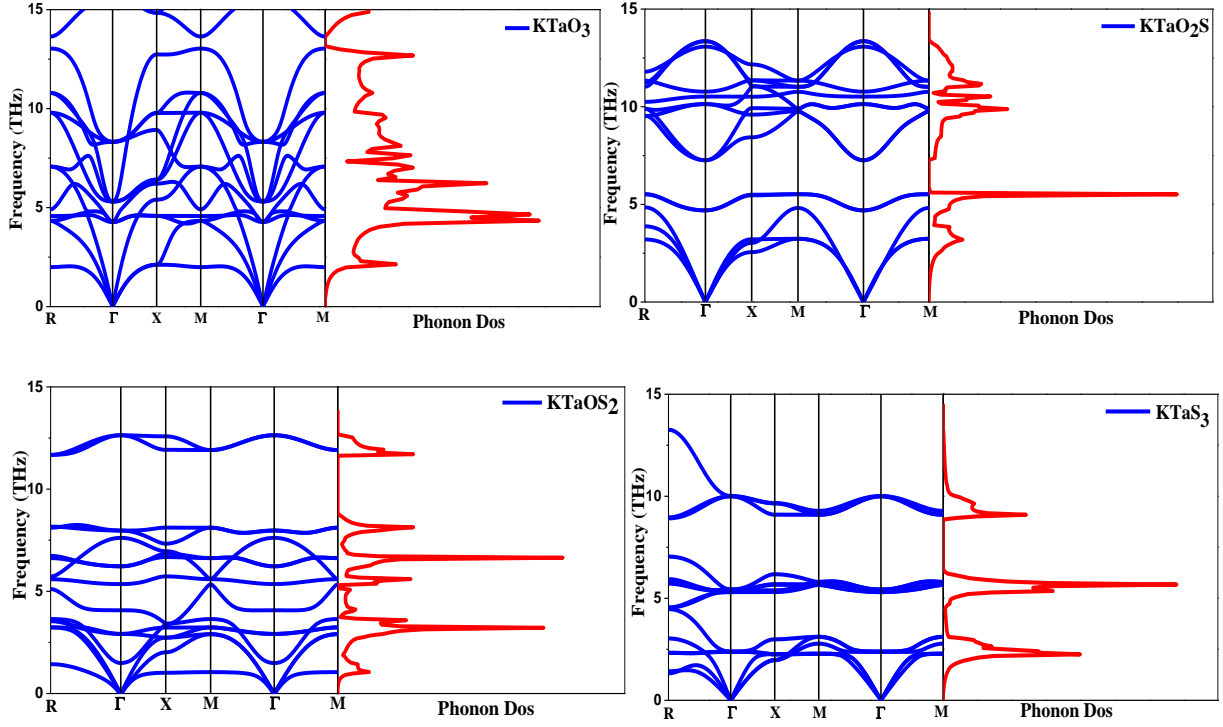 15
10
5
0
Frequency (THz)
KTaO3
R Γ X M Γ M
Phonon Dos
15
10
5
0
Frequency (THz)
KTaO2S
R Γ X M Γ M
Phonon Dos
15
10
5
0
Frequency (THz)
KTaOS2
R Γ X M Γ M
Phonon Dos
15
10
5
0
Frequency (THz)
KTaS3
R Γ X M Γ M
Phonon Dos